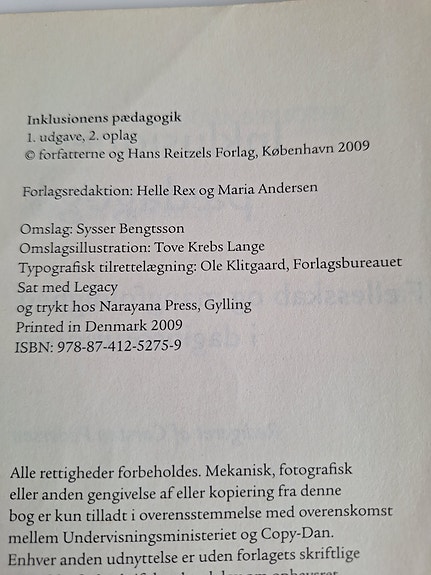 Inklusionens pædagogik
1. udgave, 2. oplag
© forfatterne og Hans Reitzels Forlag, København 2009
Forlagsredaktion: Helle Rex og Maria Andersen
Omslag: Sysser Bengtsson
Omslagsillustration: Tove Krebs Lange
Typografisk tilrettelægning: Ole Klitgaard, Forlagsbureauet
Sat med Legacy
og trykt hos Narayana Press, Gylling
Printed in Denmark 2009
ISBN: 978-87-412-5275-9
Alle rettigheder forbeholdes. Mekanisk, fotografisk
eller anden gengivelse af eller kopiering fra denne
bog er kun tilladt i overensstemmelse med overenskomst
mellem Undervisningsministeriet og Copy-Dan.
Enhver anden udnyttelse er uden forlagets skriftlige